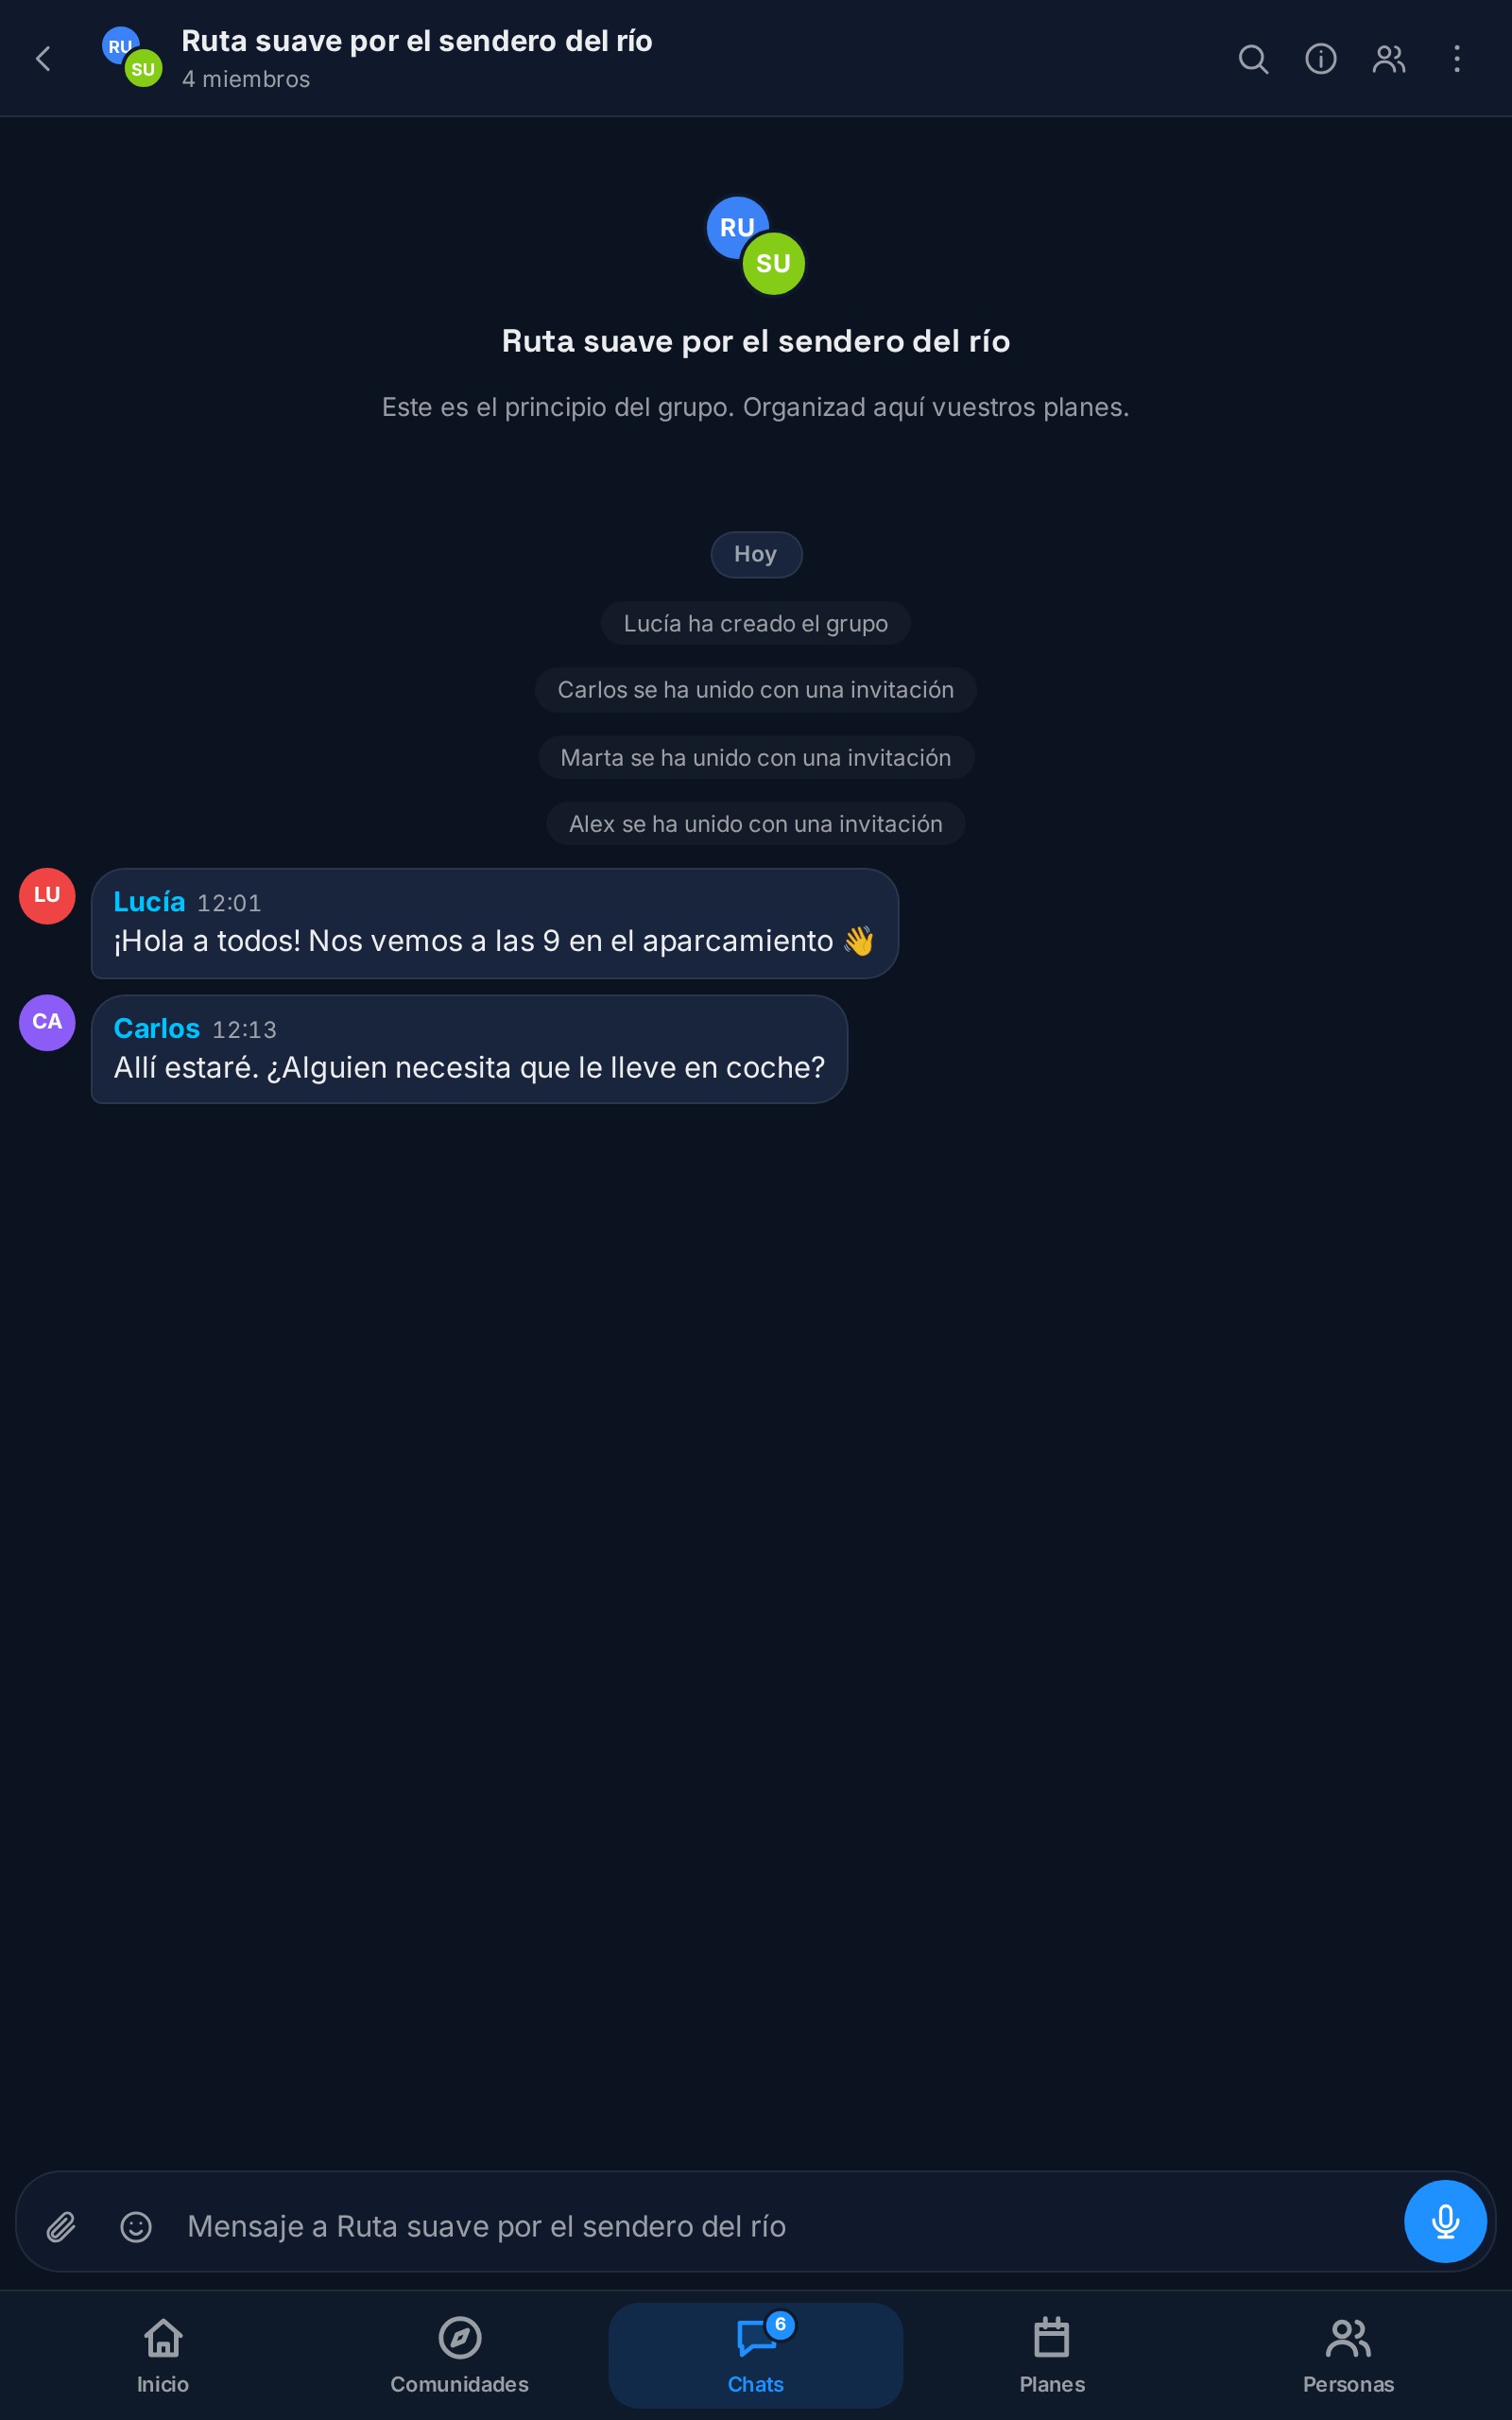 RU
SU
Ruta suave por el sendero del río
4 miembros
RU
SU
Ruta suave por el sendero del río
Este es el principio del grupo. Organizad aquí vuestros planes.
Hoy
Lucía ha creado el grupo
Carlos se ha unido con una invitación
Marta se ha unido con una invitación
Alex se ha unido con una invitación
LU
Lucía 12:01
¡Hola a todos! Nos vemos a las 9 en el aparcamiento 👋
CA
Carlos 12:13
Allí estaré. ¿Alguien necesita que le lleve en coche?
Mensaje a Ruta suave por el sendero del río
6
Inicio
Comunidades
Chats
Planes
Personas